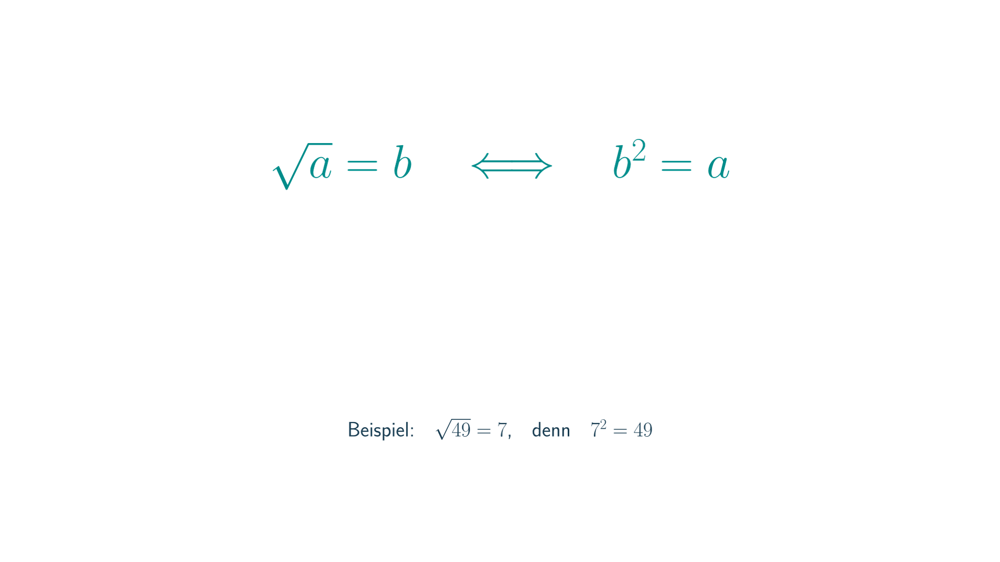 √a = b ⟺ b² = a
Beispiel: √49 = 7, denn 7² = 49